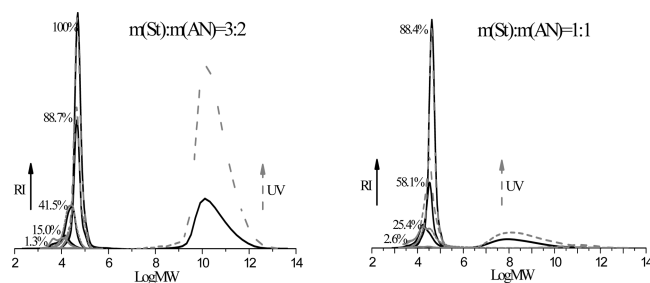 m(St):m(AN)=3:2
100%
88.7%
41.5%
15.0%
1.3%
RI
UV
2 4 6 8 10 12 14
LogMW
m(St):m(AN)=1:1
88.4%
58.1%
25.4%
2.6%
RI
UV
2 4 6 8 10 12 14
LogMW